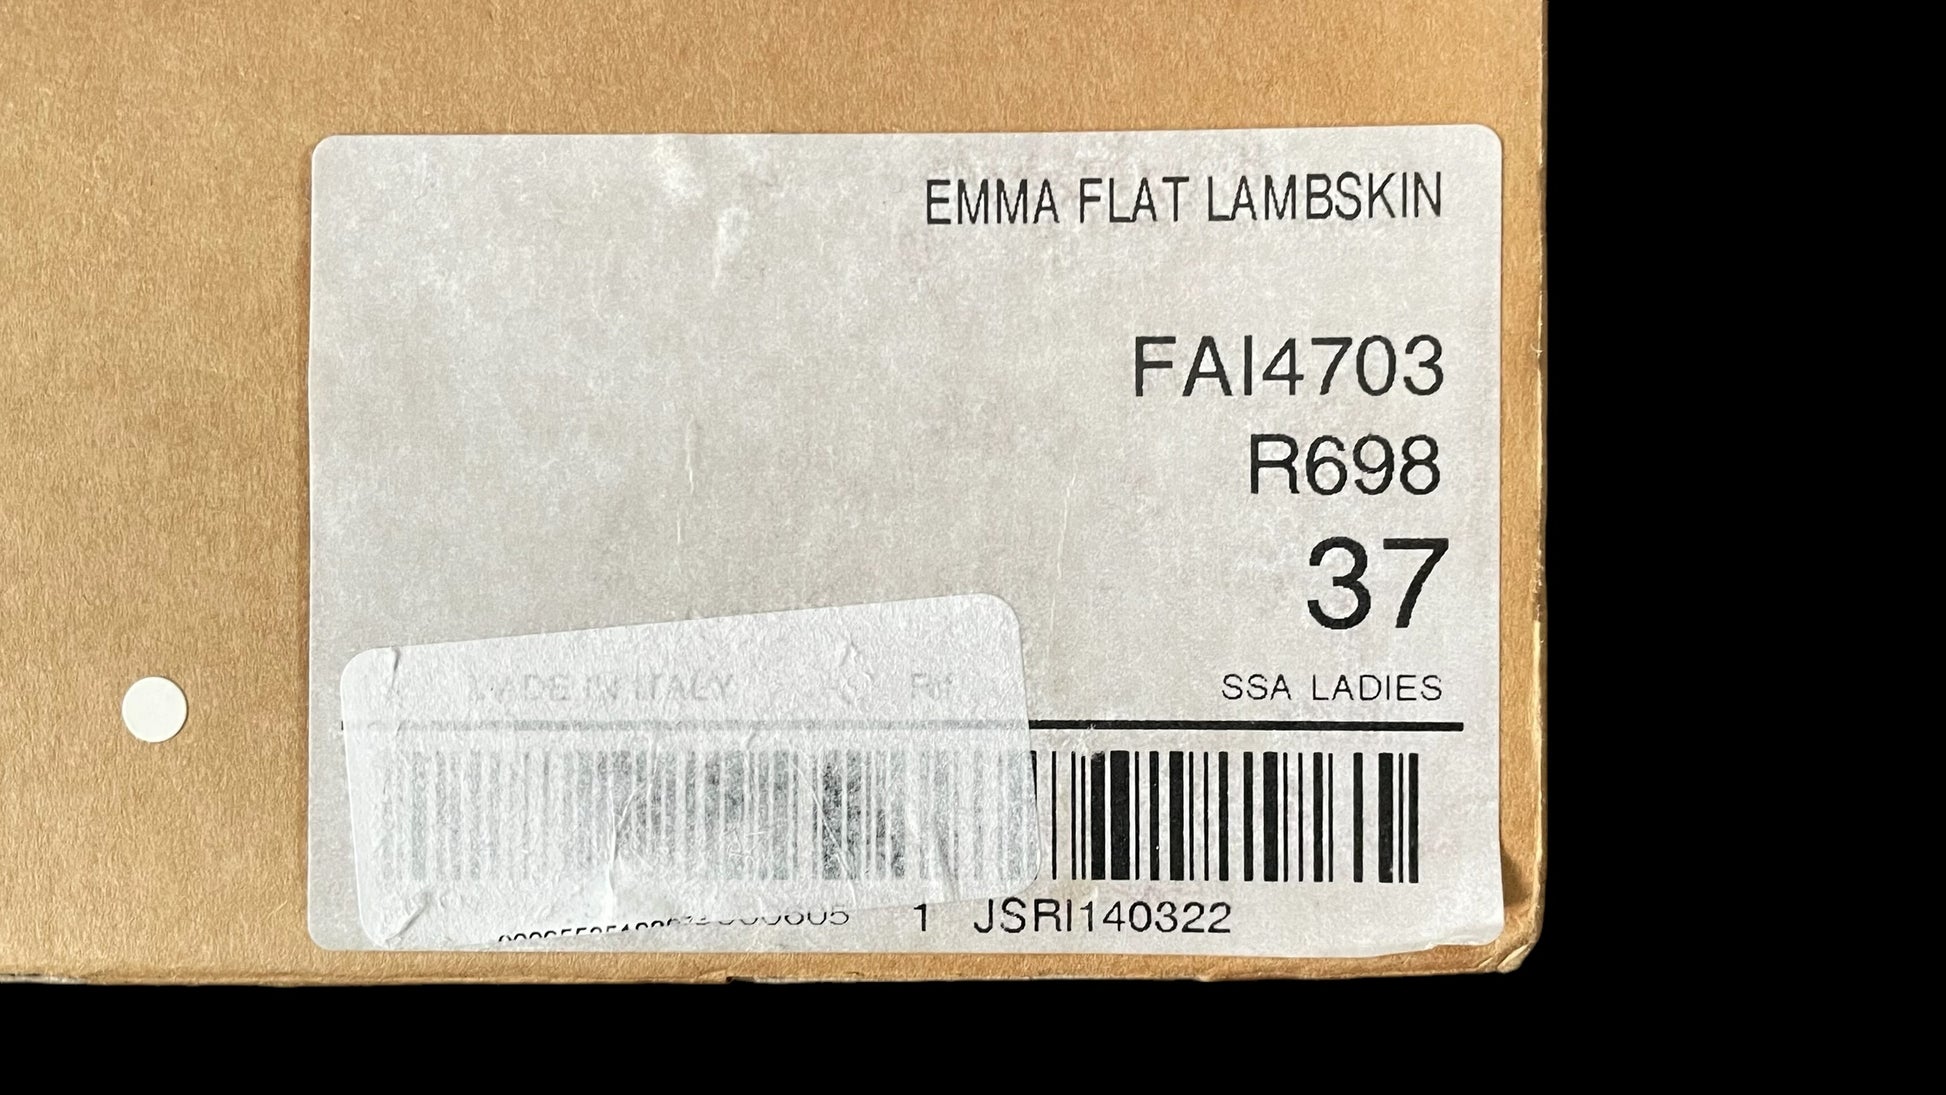 EMMA FLAT LAMBSKIN
FAI4703
R698
37
MADE IN ITALY
SSA LADIES
1 JSRI140322